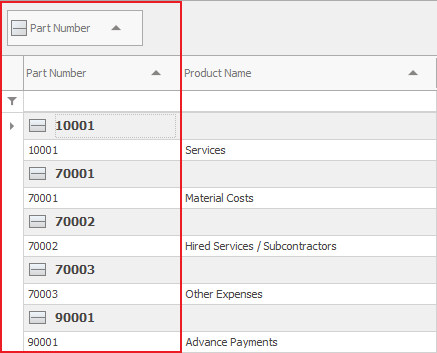 Part Number
Part Number Product Name
10001
10001 Services
70001
70001 Material Costs
70002
70002 Hired Services / Subcontractors
70003
70003 Other Expenses
90001
90001 Advance Payments